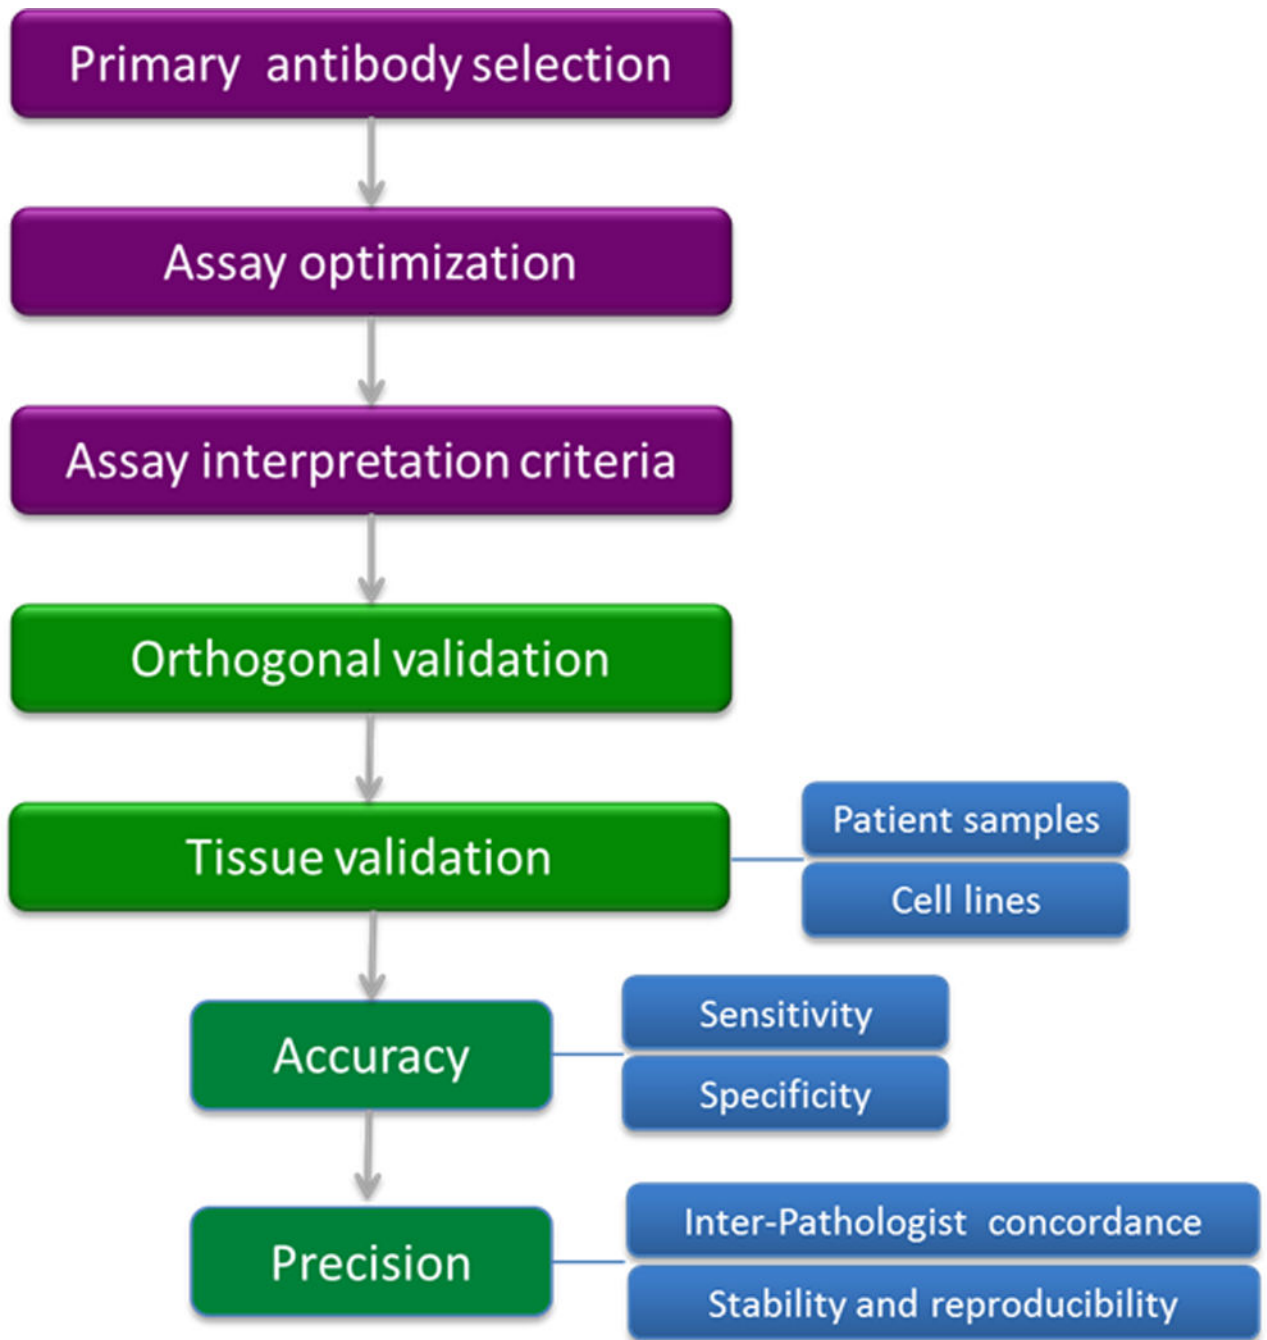 Primary antibody selection
Assay optimization
Assay interpretation criteria
Orthogonal validation
Tissue validation
Patient samples
Cell lines
Accuracy
Sensitivity
Specificity
Precision
Inter-Pathologist concordance
Stability and reproducibility